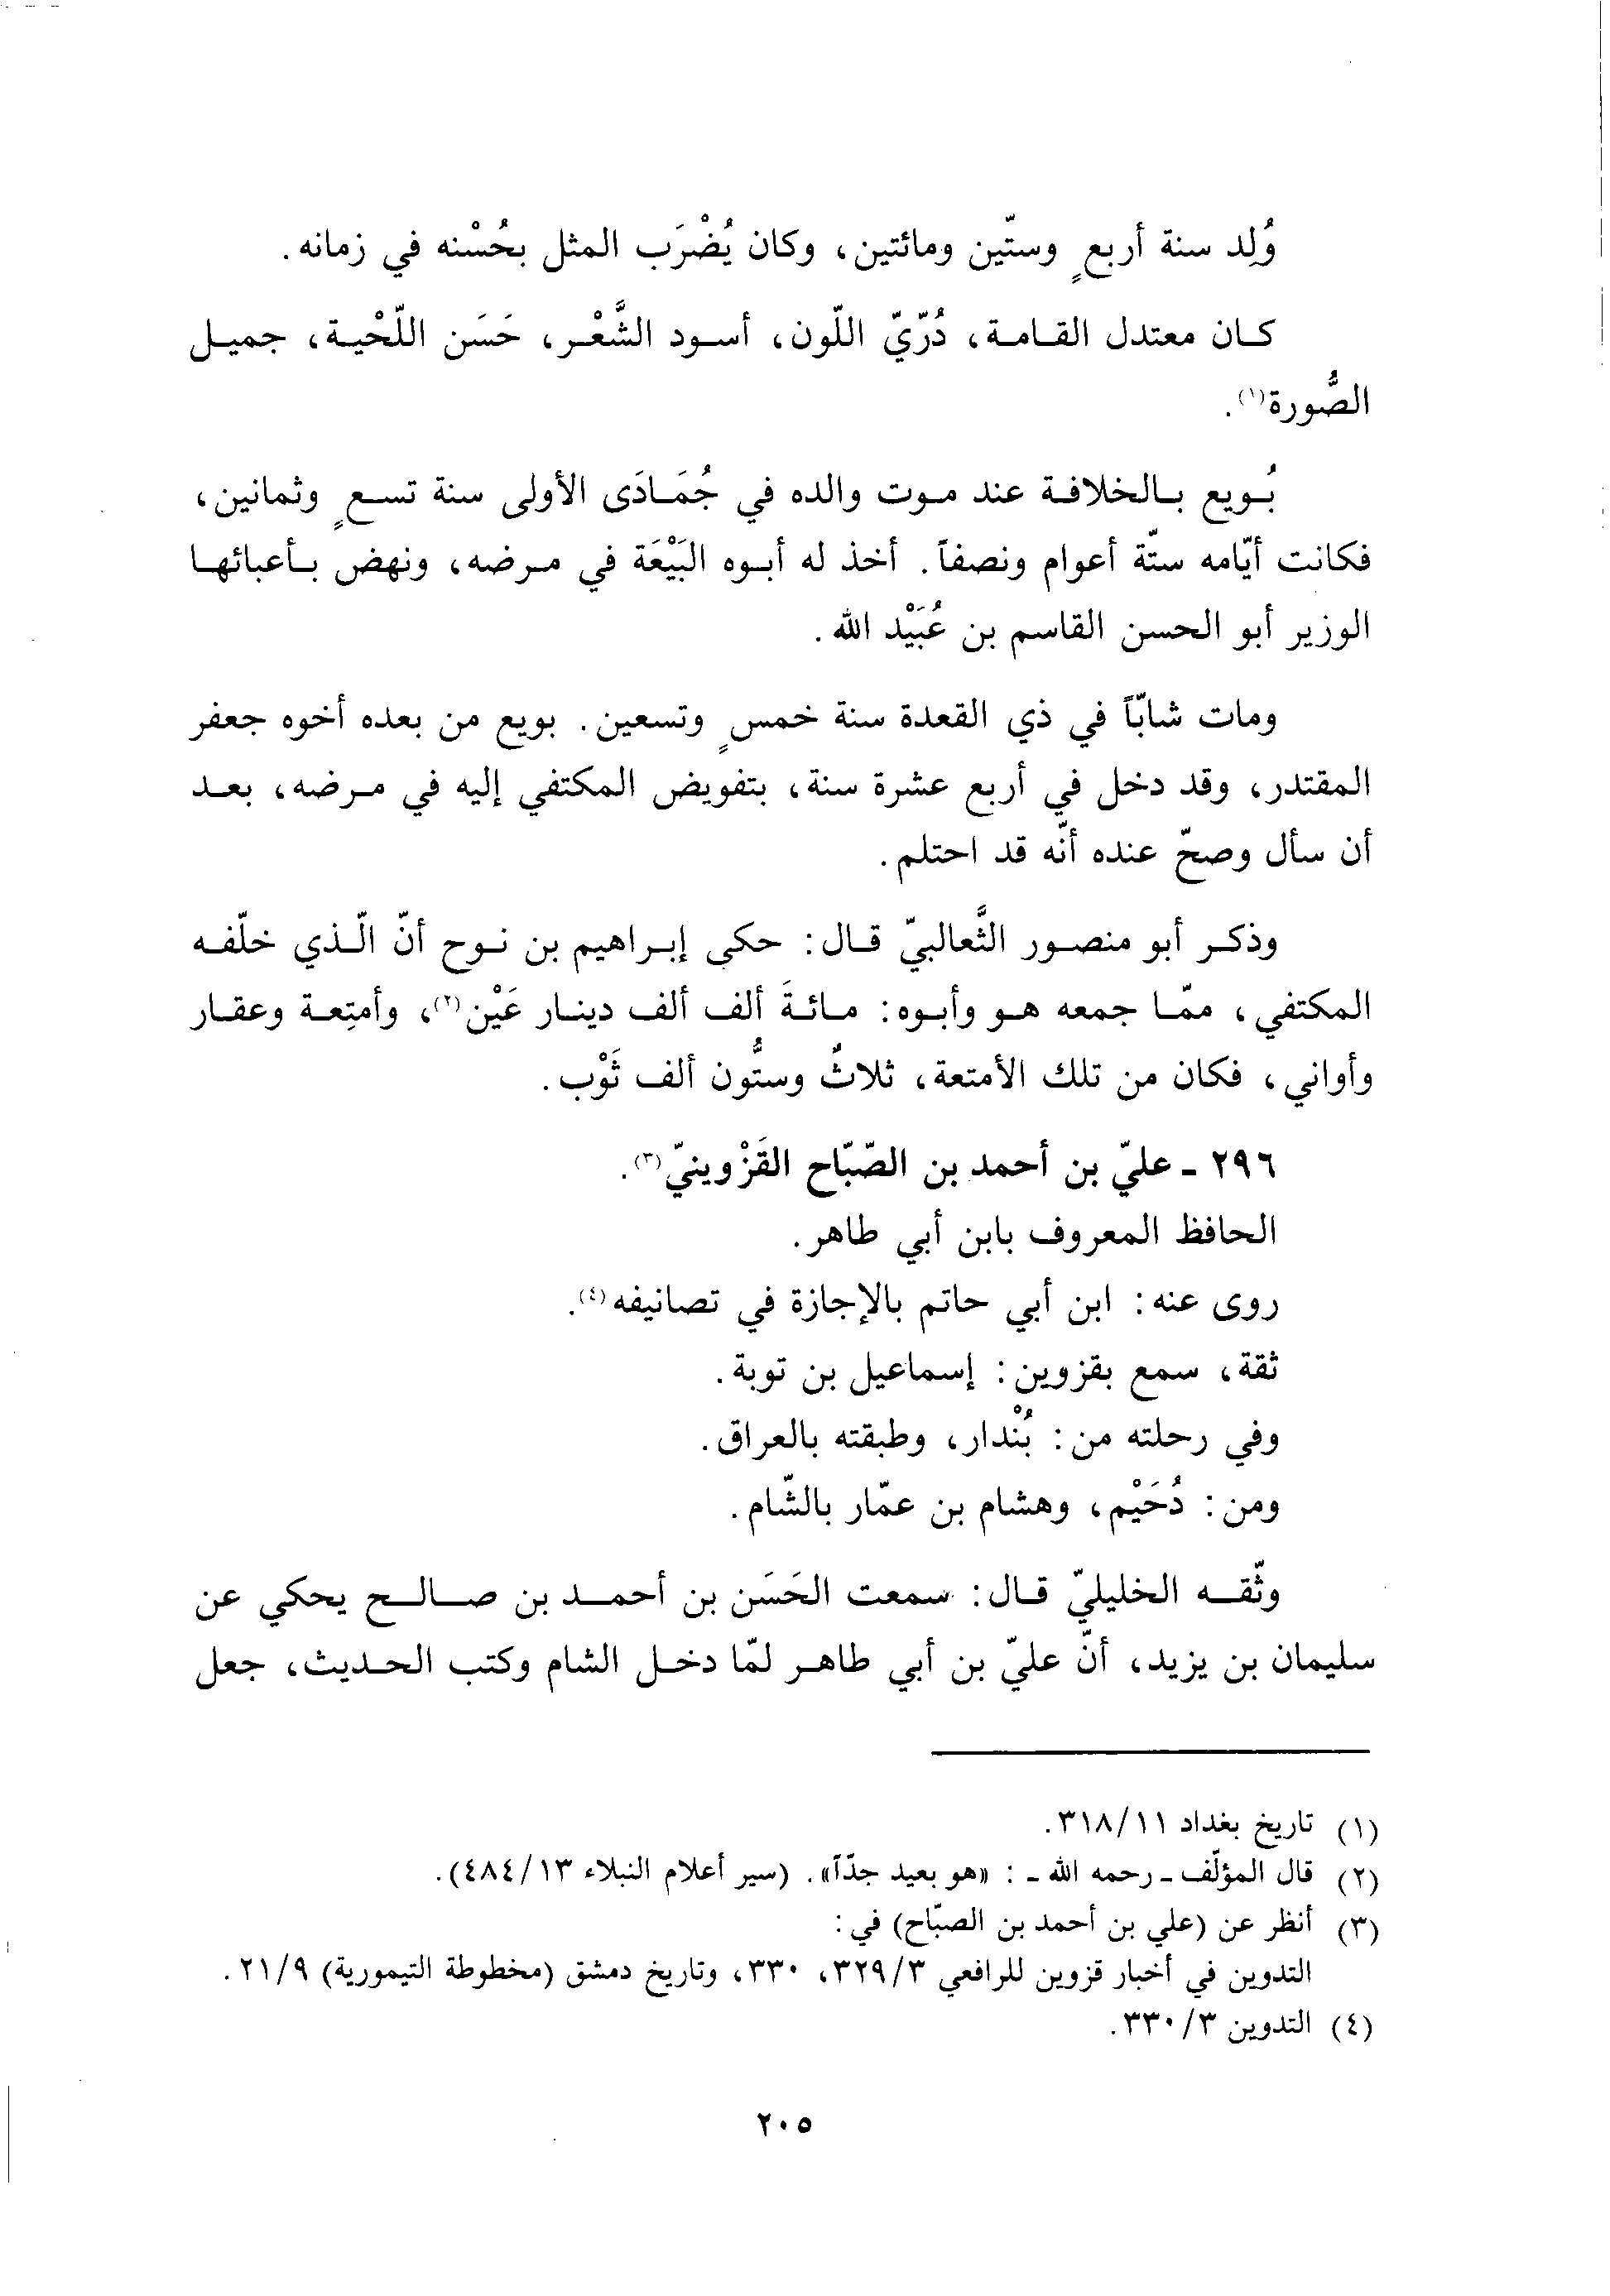 وُلِد سنة أربعٍ وستّين ومائتين، وكان يُضْرَب المثل بحُسْنه في زمانه.
كان معتدل القامة، دُرّيّ اللّون، أسود الشَّعْر، حَسَن اللّحْية، جميل
الصُّورة(١).
بُويع بالخلافة عند موت والده في جُمَادَى الأولى سنة تسعٍ وثمانين،
فكانت أيّامه ستّة أعوام ونصفاً. أخذ له أبوه البَيْعَة في مرضه، ونهض بأعبائها
الوزير أبو الحسن القاسم بن عُبَيْد الله.
ومات شابّاً في ذي القعدة سنة خمسٍ وتسعين. بويع من بعده أخوه جعفر
المقتدر، وقد دخل في أربع عشرة سنة، بتفويض المكتفي إليه في مرضه، بعد
أن سأل وصحّ عنده أنّه قد احتلم.
وذكر أبو منصور الثَّعالبيّ قال: حكى إبراهيم بن نوح أنّ الّذي خلّفه
المكتفي، ممّا جمعه هو وأبوه: مائةَ ألف ألف دينار عَيْن(٢)، وأمتِعة وعقار
وأواني، فكان من تلك الأمتعة، ثلاثٌ وستُّون ألف ثَوْب.
٢٩٦ - عليّ بن أحمد بن الصّبّاح القَزْوينيّ(٣).
الحافظ المعروف بابن أبي طاهر.
روى عنه: ابن أبي حاتم بالإجازة في تصانيفه(٤).
ثقة، سمع بقزوين: إسماعيل بن توبة.
وفي رحلته من: بُنْدار، وطبقته بالعراق.
ومن: دُحَيْم، وهشام بن عمّار بالشّام.
وثّقه الخليليّ قال: سمعت الحَسَن بن أحمد بن صالح يحكي عن
سليمان بن يزيد، أنّ عليّ بن أبي طاهر لمّا دخل الشام وكتب الحديث، جعل
(١) تاريخ بغداد ٣١٨/١١.
(٢) قال المؤلّف - رحمه الله - : «هو بعيد جدّاً». (سير أعلام النبلاء ٤٨٤/١٣).
(٣) أنظر عن (علي بن أحمد بن الصبّاح) في:
التدوين في أخبار قزوين للرافعي ٣٢٩/٣، ٣٣٠، وتاريخ دمشق (مخطوطة التيمورية) ٢١/٩.
(٤) التدوين ٣٣٠/٣.
٢٠٥